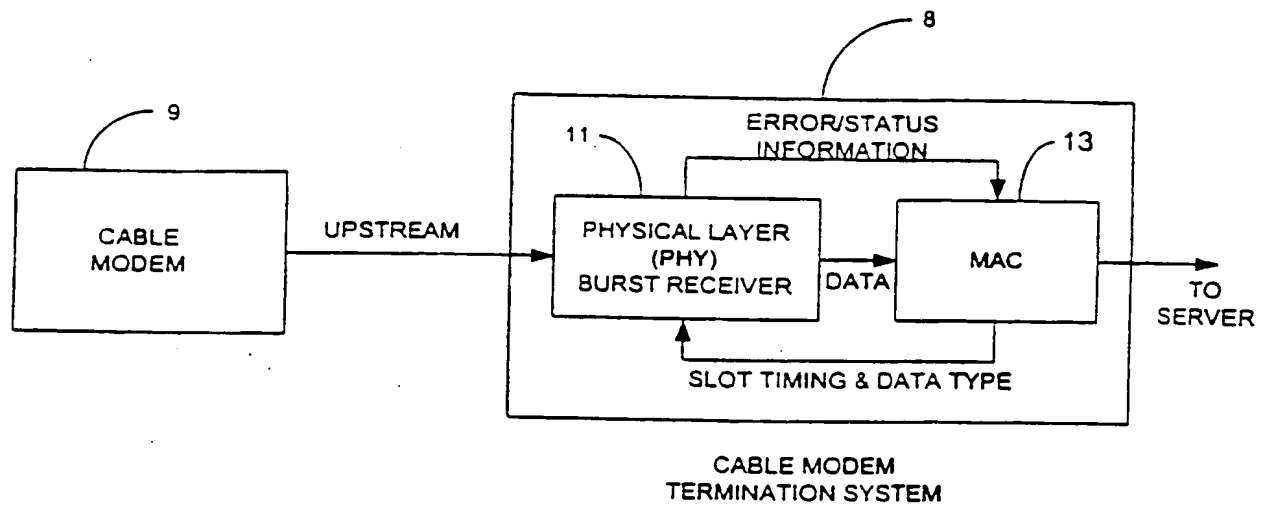 8
9
ERROR/STATUS
INFORMATION
11
13
CABLE
MODEM
UPSTREAM
PHYSICAL LAYER
(PHY)
BURST RECEIVER
DATA
MAC
TO
SERVER
SLOT TIMING & DATA TYPE
CABLE MODEM
TERMINATION SYSTEM